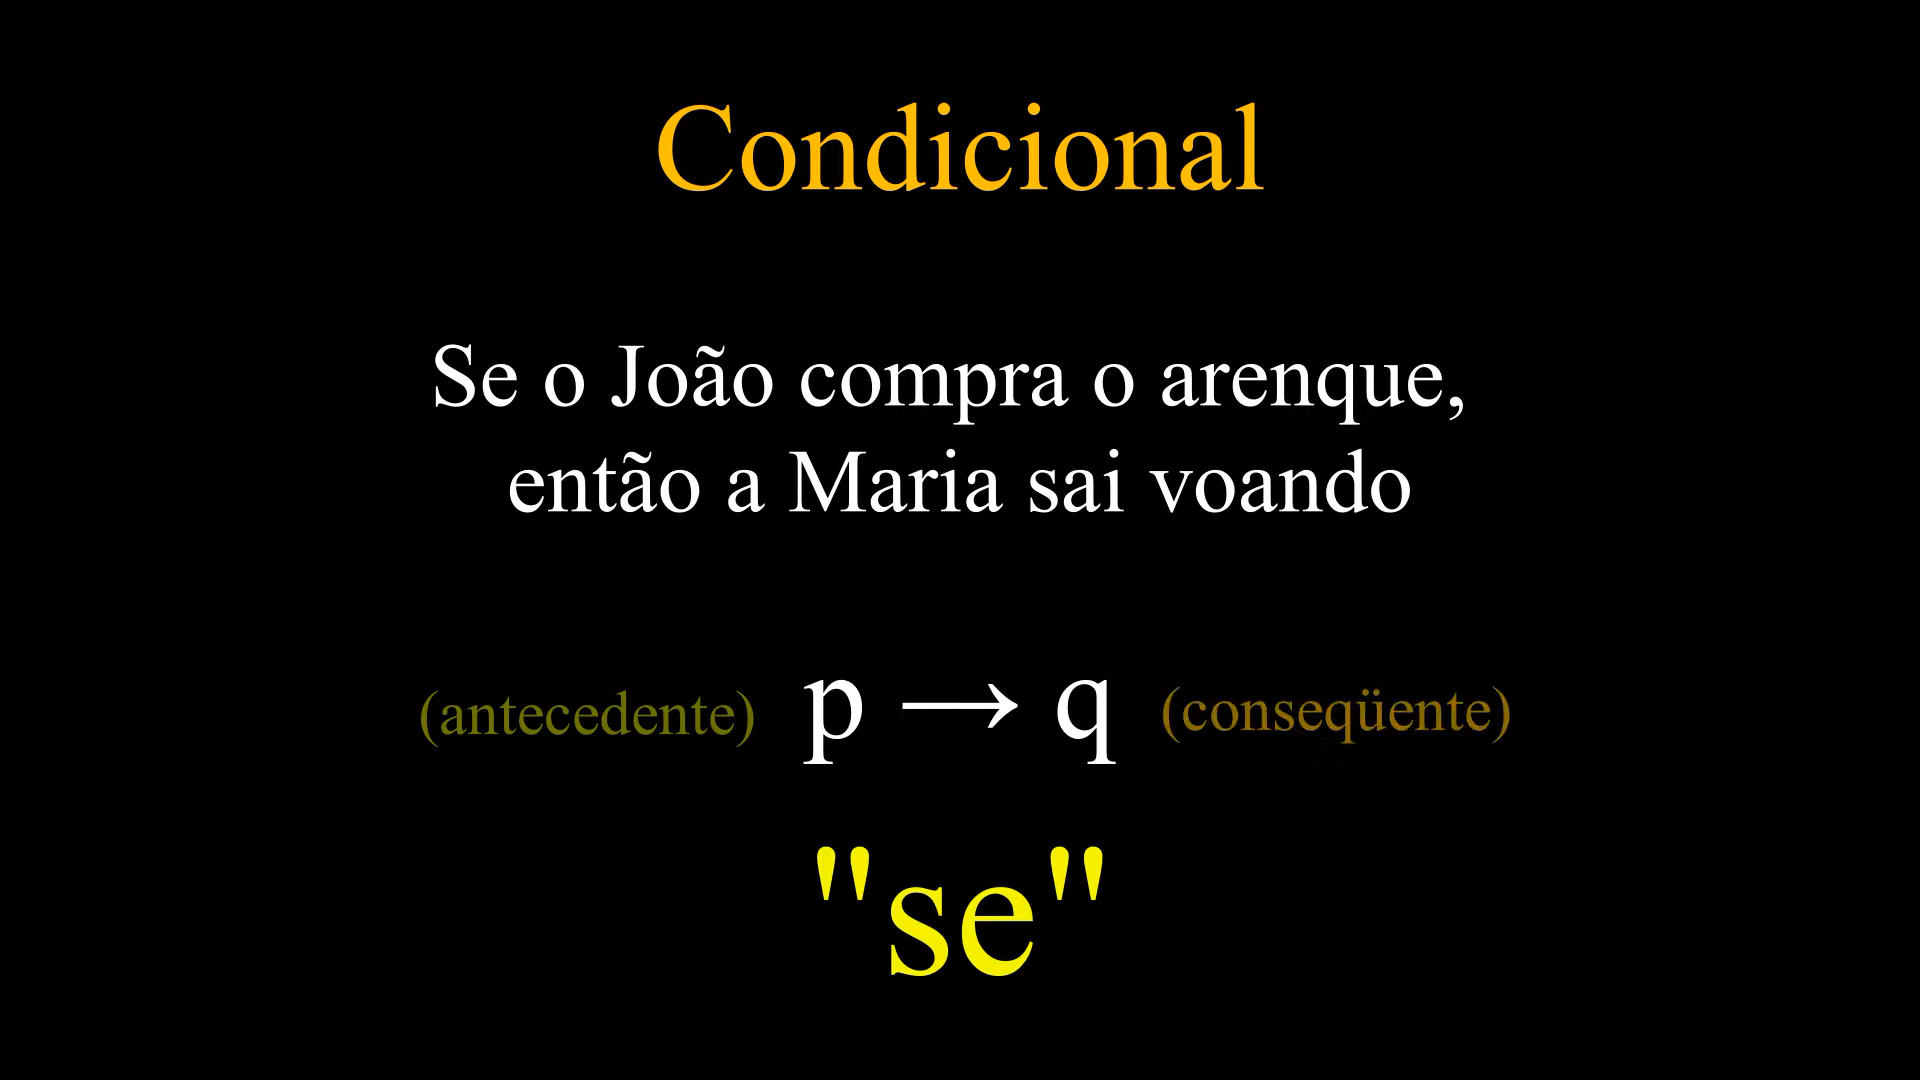 Condicional
Se o João compra o arenque,
então a Maria sai voando
(antecedente) p → q (conseqüente)
"se"